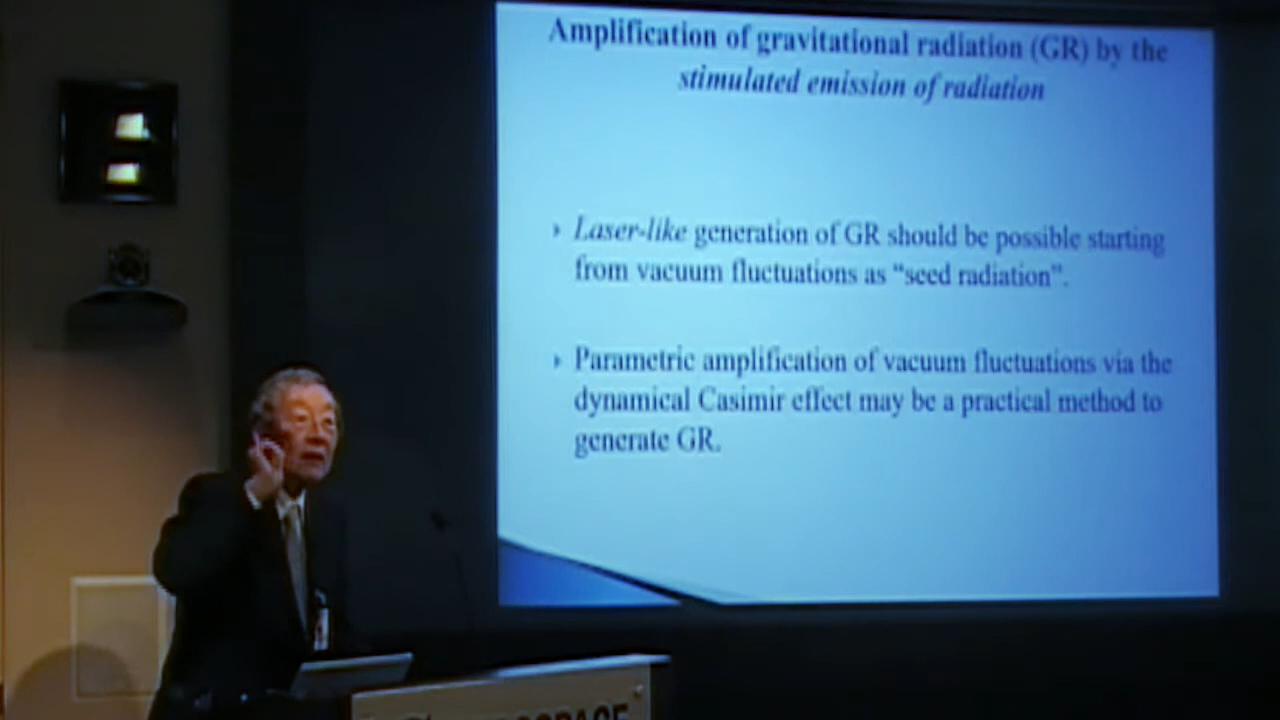 Amplification of gravitational radiation (GR) by the
stimulated emission of radiation
Laser-like generation of GR should be possible starting
from vacuum fluctuations as “seed radiation”.
Parametric amplification of vacuum fluctuations via the
dynamical Casimir effect may be a practical method to
generate GR.